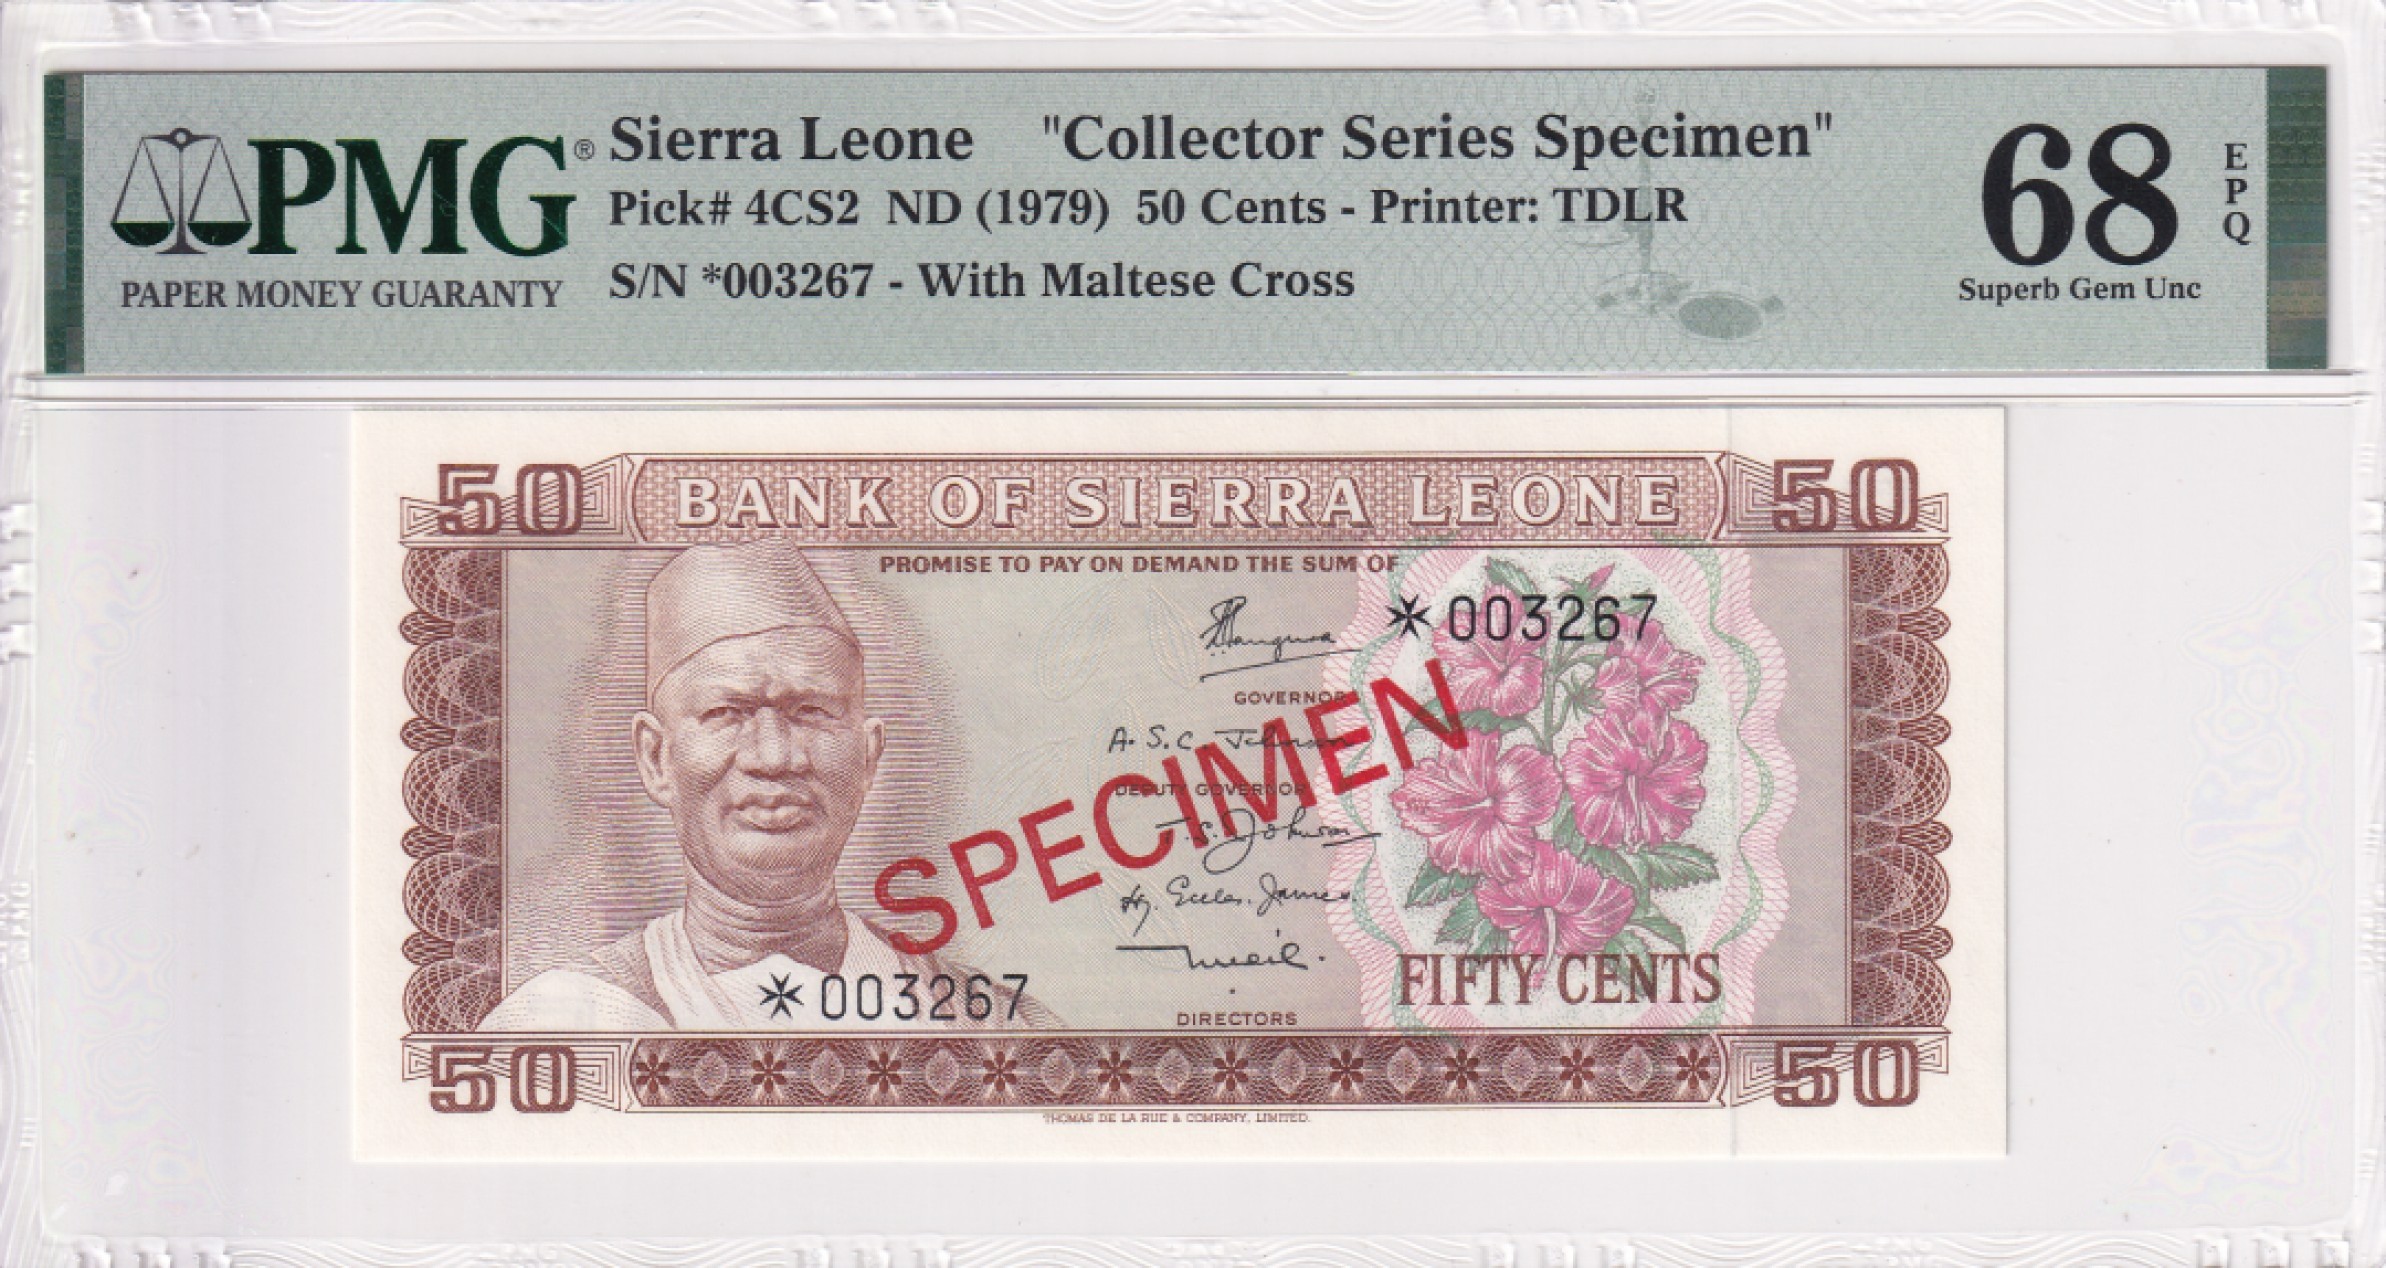 PMG®
PAPER MONEY GUARANTY
Sierra Leone "Collector Series Specimen"
Pick# 4CS2 ND (1979) 50 Cents - Printer: TDLR
S/N *003267 - With Maltese Cross
68
EPQ
Superb Gem Unc
50 BANK OF SIERRA LEONE 50
PROMISE TO PAY ON DEMAND THE SUM OF
003267
GOVERNOR
A. S. C. Johnson
DEPUTY GOVERNOR
SPECIMEN
FIFTY CENTS
003267
DIRECTORS
50 50
THOMAS DE LA RUE & COMPANY, LIMITED.